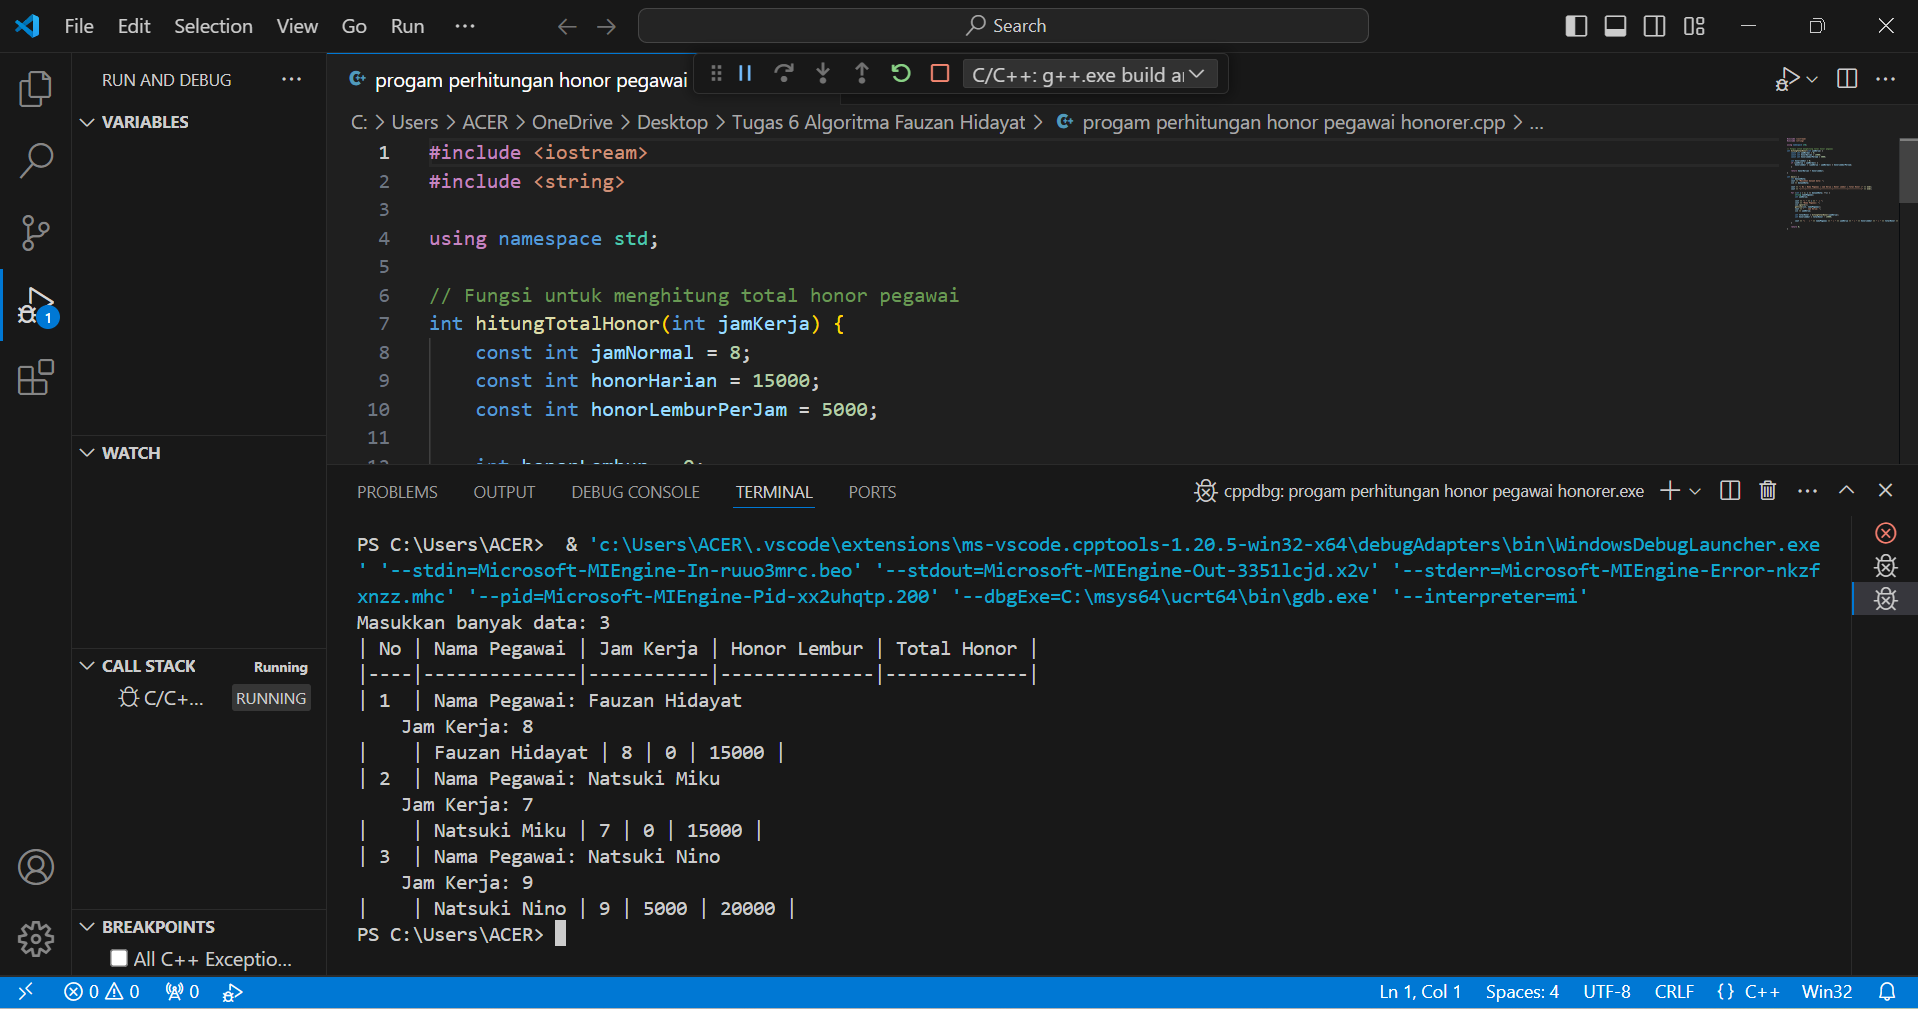 File Edit Selection View Go Run ··· Search
RUN AND DEBUG ···
VARIABLES
WATCH
CALL STACK Running
C/C+... RUNNING
BREAKPOINTS
All C++ Exceptio...
progam perhitungan honor pegawai
C/C++: g++.exe build a
C: > Users > ACER > OneDrive > Desktop > Tugas 6 Algoritma Fauzan Hidayat > progam perhitungan honor pegawai honorer.cpp > ...
1 #include <iostream>
2 #include <string>
3
4 using namespace std;
5
6 // Fungsi untuk menghitung total honor pegawai
7 int hitungTotalHonor(int jamKerja) {
8 const int jamNormal = 8;
9 const int honorHarian = 15000;
10 const int honorLemburPerJam = 5000;
11
PROBLEMS OUTPUT DEBUG CONSOLE TERMINAL PORTS cppdbg: progam perhitungan honor pegawai honorer.exe
PS C:\Users\ACER>  & 'c:\Users\ACER\.vscode\extensions\ms-vscode.cpptools-1.20.5-win32-x64\debugAdapters\bin\WindowsDebugLauncher.exe
' '--stdin=Microsoft-MIEngine-In-ruuo3mrc.beo' '--stdout=Microsoft-MIEngine-Out-3351lcjd.x2v' '--stderr=Microsoft-MIEngine-Error-nkzf
xnzz.mhc' '--pid=Microsoft-MIEngine-Pid-xx2uhqtp.200' '--dbgExe=C:\msys64\ucrt64\bin\gdb.exe' '--interpreter=mi'
Masukkan banyak data: 3
| No | Nama Pegawai | Jam Kerja | Honor Lembur | Total Honor |
|----|--------------|-----------|--------------|-------------|
| 1  | Nama Pegawai: Fauzan Hidayat
Jam Kerja: 8
|    | Fauzan Hidayat | 8 | 0 | 15000 |
| 2  | Nama Pegawai: Natsuki Miku
Jam Kerja: 7
|    | Natsuki Miku | 7 | 0 | 15000 |
| 3  | Nama Pegawai: Natsuki Nino
Jam Kerja: 9
|    | Natsuki Nino | 9 | 5000 | 20000 |
PS C:\Users\ACER>
0 0 0 Ln 1, Col 1 Spaces: 4 UTF-8 CRLF {} C++ Win32
1